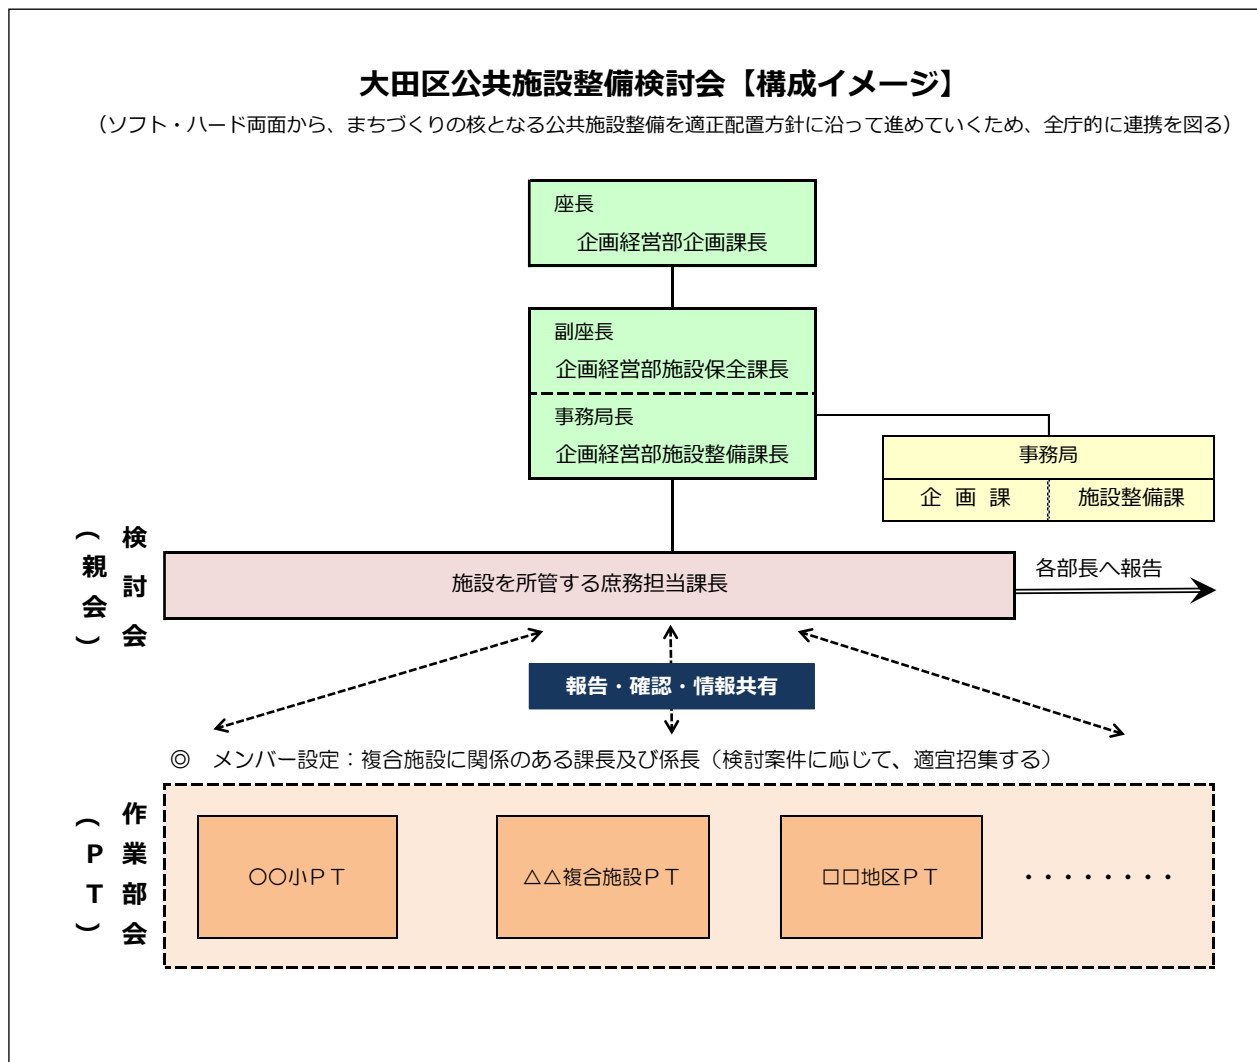 大田区公共施設整備検討会【構成イメージ】
(ソフト・ハード両面から、まちづくりの核となる公共施設整備を適正配置方針に沿って進めていくため、全庁的に連携を図る)
座長
企画経営部企画課長
副座長
企画経営部施設保全課長
事務局長
企画経営部施設整備課長
事務局
企 画 課
施設整備課
検討会
(親会)
施設を所管する庶務担当課長
各部長へ報告
報告・確認・情報共有
◎ メンバー設定:複合施設に関係のある課長及び係長(検討案件に応じて、適宜招集する)
作業部会
(PT)
〇〇小PT
△△複合施設PT
□□地区PT
・・・・・・・・